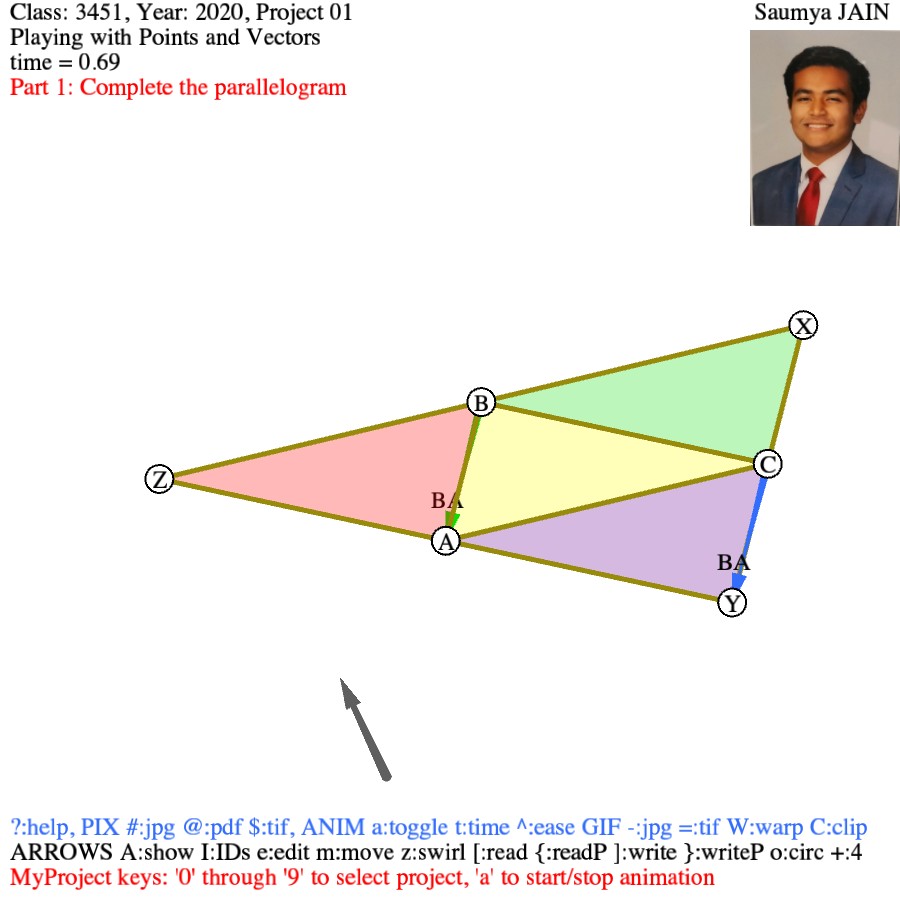 Class: 3451, Year: 2020, Project 01
Saumya JAIN
Playing with Points and Vectors
time = 0.69
Part 1: Complete the parallelogram
X
B
C
Z
BA
A
BA
Y
?:help, PIX #:jpg @:pdf $:tif, ANIM a:toggle t:time ^:ease GIF -:jpg =:tif W:warp C:clip
ARROWS A:show I:IDs e:edit m:move z:swirl [:read {:readP ]:write }:writeP o:circ +:4
MyProject keys: '0' through '9' to select project, 'a' to start/stop animation